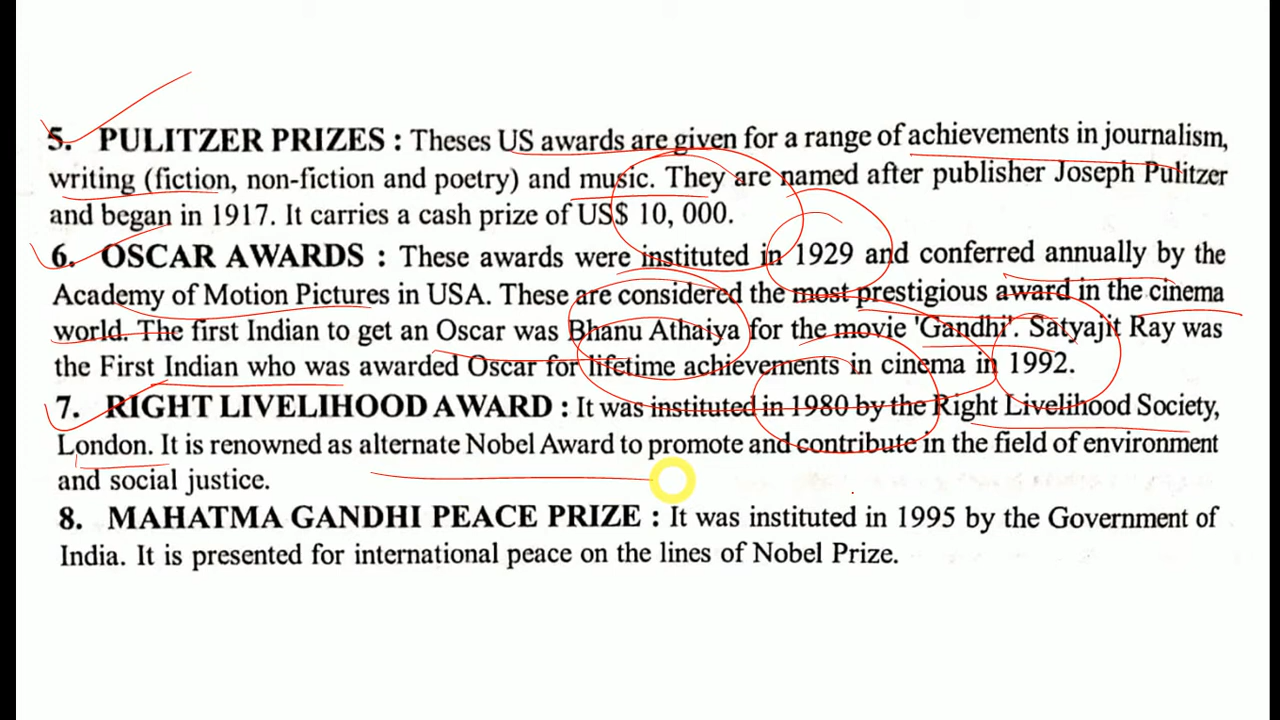 5. PULITZER PRIZES : Theses US awards are given for a range of achievements in journalism,
writing (fiction, non-fiction and poetry) and music. They are named after publisher Joseph Pulitzer
and began in 1917. It carries a cash prize of US$ 10, 000.
6. OSCAR AWARDS : These awards were instituted in 1929 and conferred annually by the
Academy of Motion Pictures in USA. These are considered the most prestigious award in the cinema
world. The first Indian to get an Oscar was Bhanu Athaiya for the movie 'Gandhi'. Satyajit Ray was
the First Indian who was awarded Oscar for lifetime achievements in cinema in 1992.
7. RIGHT LIVELIHOOD AWARD : It was instituted in 1980 by the Right Livelihood Society,
London. It is renowned as alternate Nobel Award to promote and contribute in the field of environment
and social justice.
8. MAHATMA GANDHI PEACE PRIZE : It was instituted in 1995 by the Government of
India. It is presented for international peace on the lines of Nobel Prize.